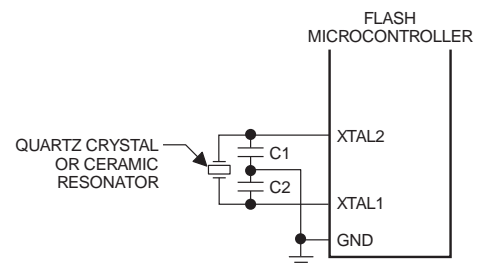 FLASH
MICROCONTROLLER
XTAL2
QUARTZ CRYSTAL
OR CERAMIC
RESONATOR
C1
C2
XTAL1
GND